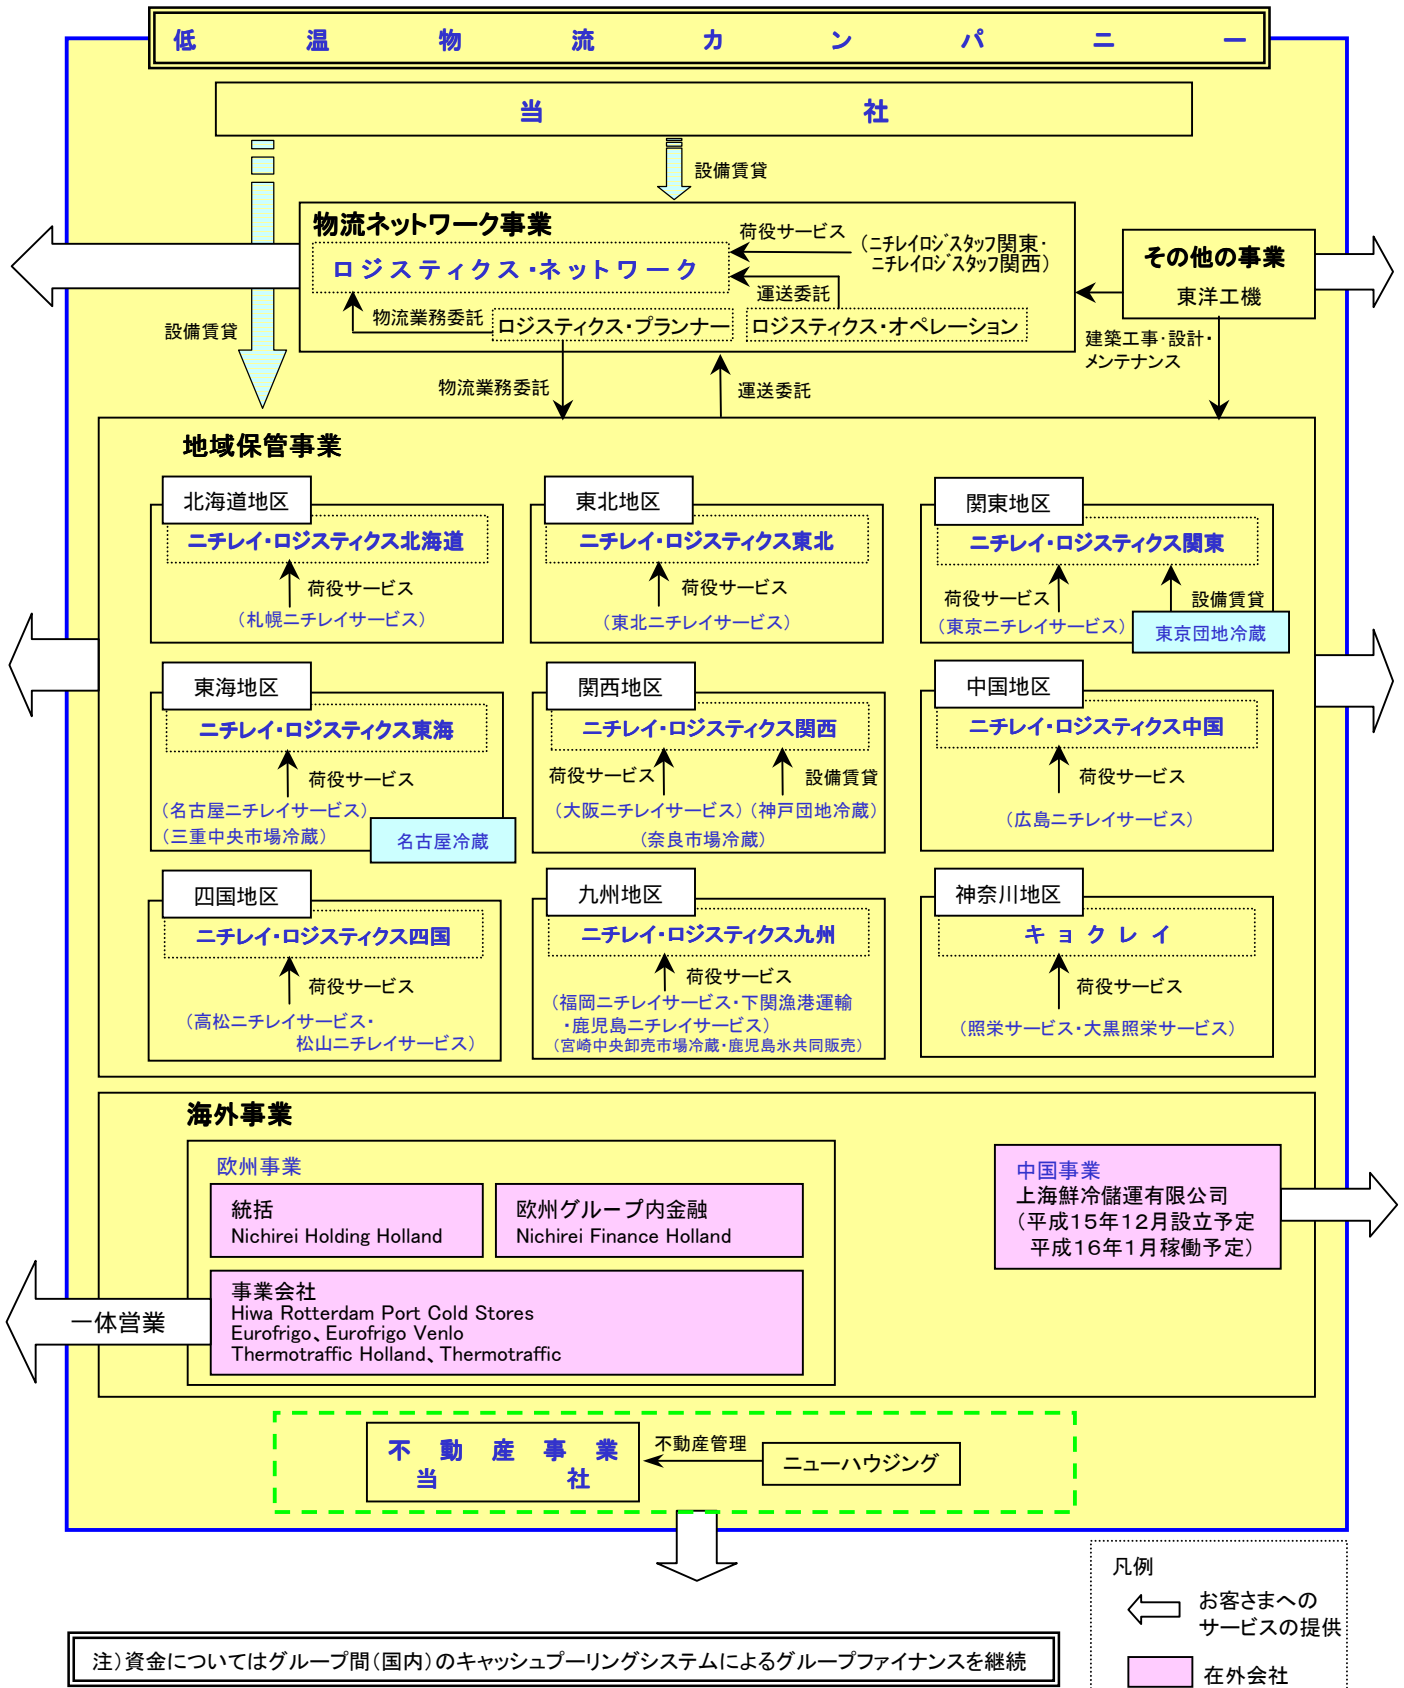 低温物流カンパニー
当社
設備賃貸
物流ネットワーク事業
ロジスティクス・ネットワーク
荷役サービス
（ニチレイロジスタッフ関東・
ニチレイロジスタッフ関西）
運送委託
物流業務委託
ロジスティクス・プランナー
ロジスティクス・オペレーション
その他の事業
東洋工機
設備賃貸
建築工事・設計・
メンテナンス
物流業務委託
運送委託
地域保管事業
北海道地区
ニチレイ・ロジスティクス北海道
荷役サービス
（札幌ニチレイサービス）
東北地区
ニチレイ・ロジスティクス東北
荷役サービス
（東北ニチレイサービス）
関東地区
ニチレイ・ロジスティクス関東
荷役サービス
設備賃貸
（東京ニチレイサービス）
東京団地冷蔵
東海地区
ニチレイ・ロジスティクス東海
荷役サービス
（名古屋ニチレイサービス）
（三重中央市場冷蔵）
名古屋冷蔵
関西地区
ニチレイ・ロジスティクス関西
荷役サービス
設備賃貸
（大阪ニチレイサービス）（神戸団地冷蔵）
（奈良市場冷蔵）
中国地区
ニチレイ・ロジスティクス中国
荷役サービス
（広島ニチレイサービス）
四国地区
ニチレイ・ロジスティクス四国
荷役サービス
（高松ニチレイサービス・
松山ニチレイサービス）
九州地区
ニチレイ・ロジスティクス九州
荷役サービス
（福岡ニチレイサービス・下関漁港運輸
・鹿児島ニチレイサービス）
（宮崎中央卸売市場冷蔵・鹿児島氷共同販売）
神奈川地区
キョクレイ
荷役サービス
（照栄サービス・大黒照栄サービス）
海外事業
欧州事業
統括
Nichirei Holding Holland
欧州グループ内金融
Nichirei Finance Holland
事業会社
Hiwa Rotterdam Port Cold Stores
Eurofrigo、Eurofrigo Venlo
Thermotraffic Holland、Thermotraffic
一体営業
中国事業
上海鮮冷儲運有限公司
（平成１５年１２月設立予定
平成１６年１月稼働予定）
不動産事業
当社
不動産管理
ニューハウジング
凡例
お客さまへの
サービスの提供
在外会社
注）資金についてはグループ間（国内）のキャッシュプーリングシステムによるグループファイナンスを継続